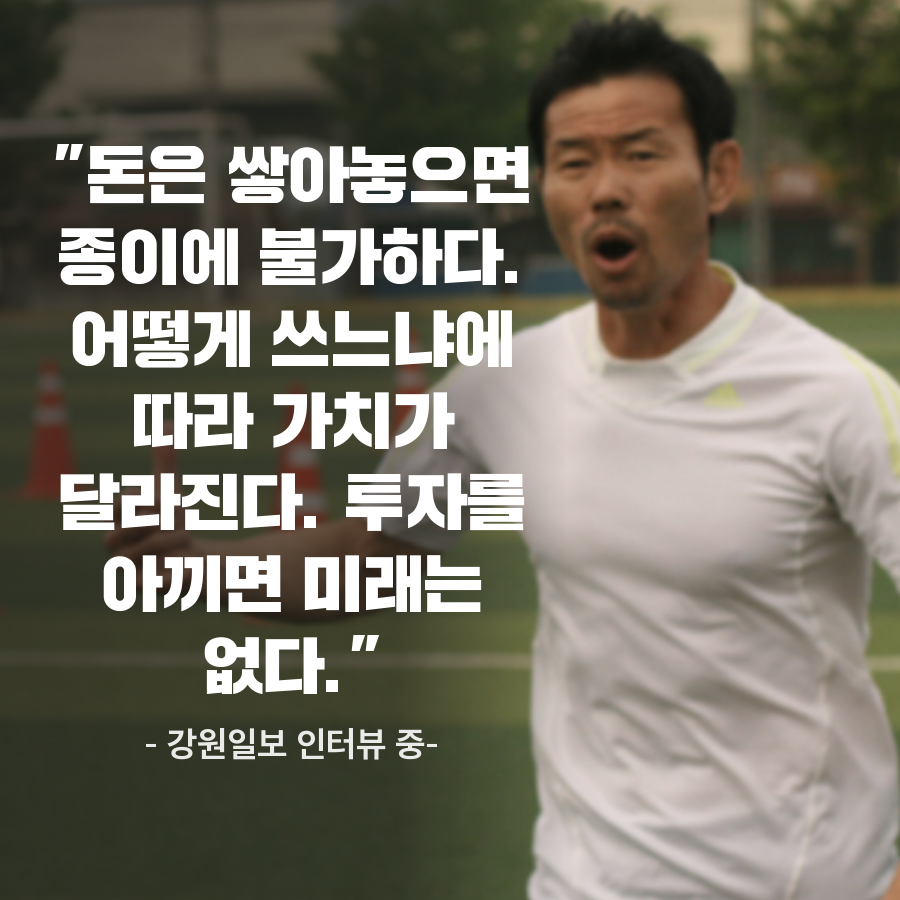 "돈은 쌓아놓으면
종이에 불가하다.
어떻게 쓰느냐에
따라 가치가
달라진다. 투자를
아끼면 미래는
없다."
- 강원일보 인터뷰 중-